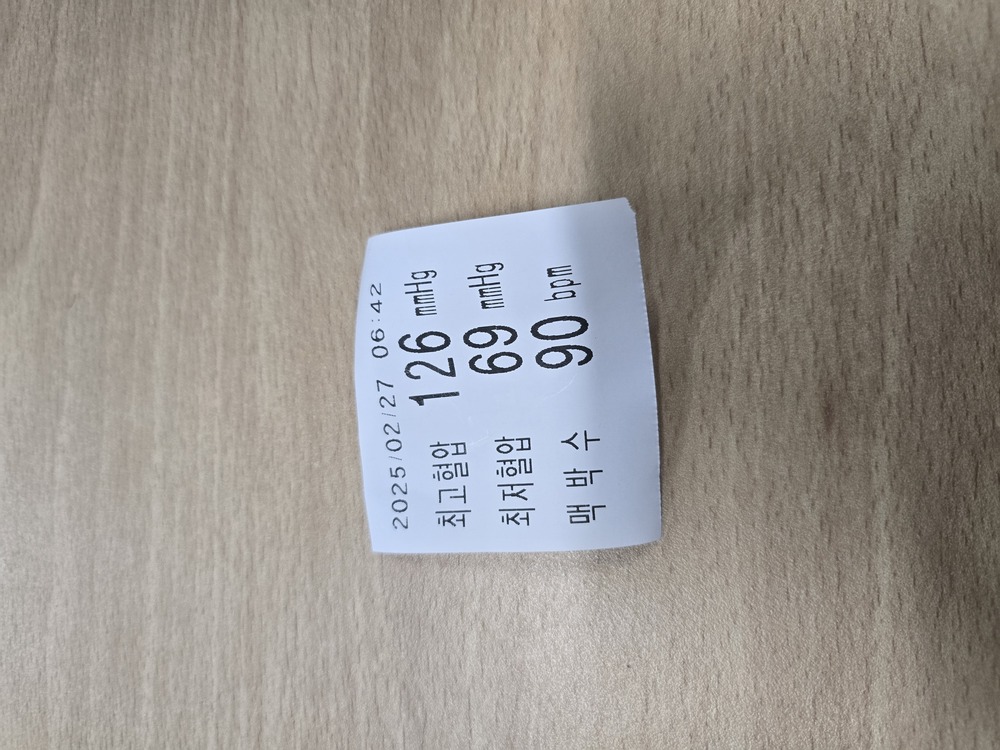 2025/02/27 06:42
최고혈압 126 mmHg
최저혈압 69 mmHg
맥 박 수 90 bpm